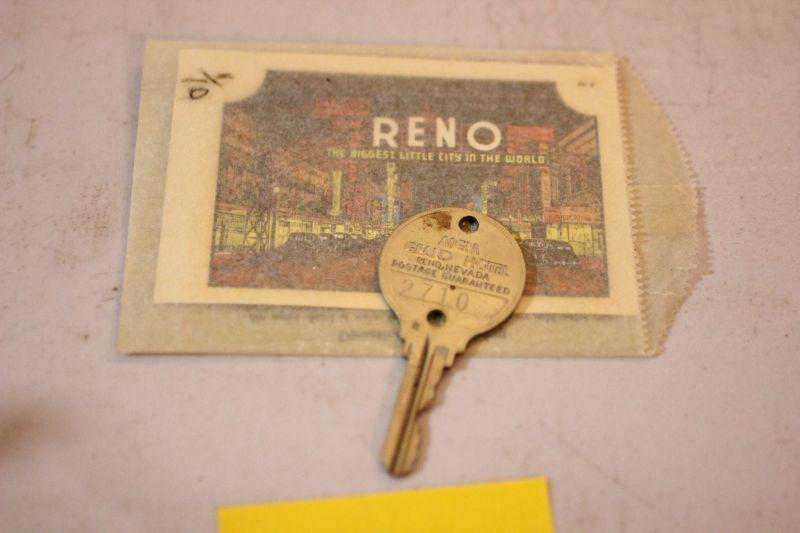 RENO
THE BIGGEST LITTLE CITY IN THE WORLD
MGM
GRAND HOTEL
RENO, NEVADA
POSTAGE GUARANTEED
2710